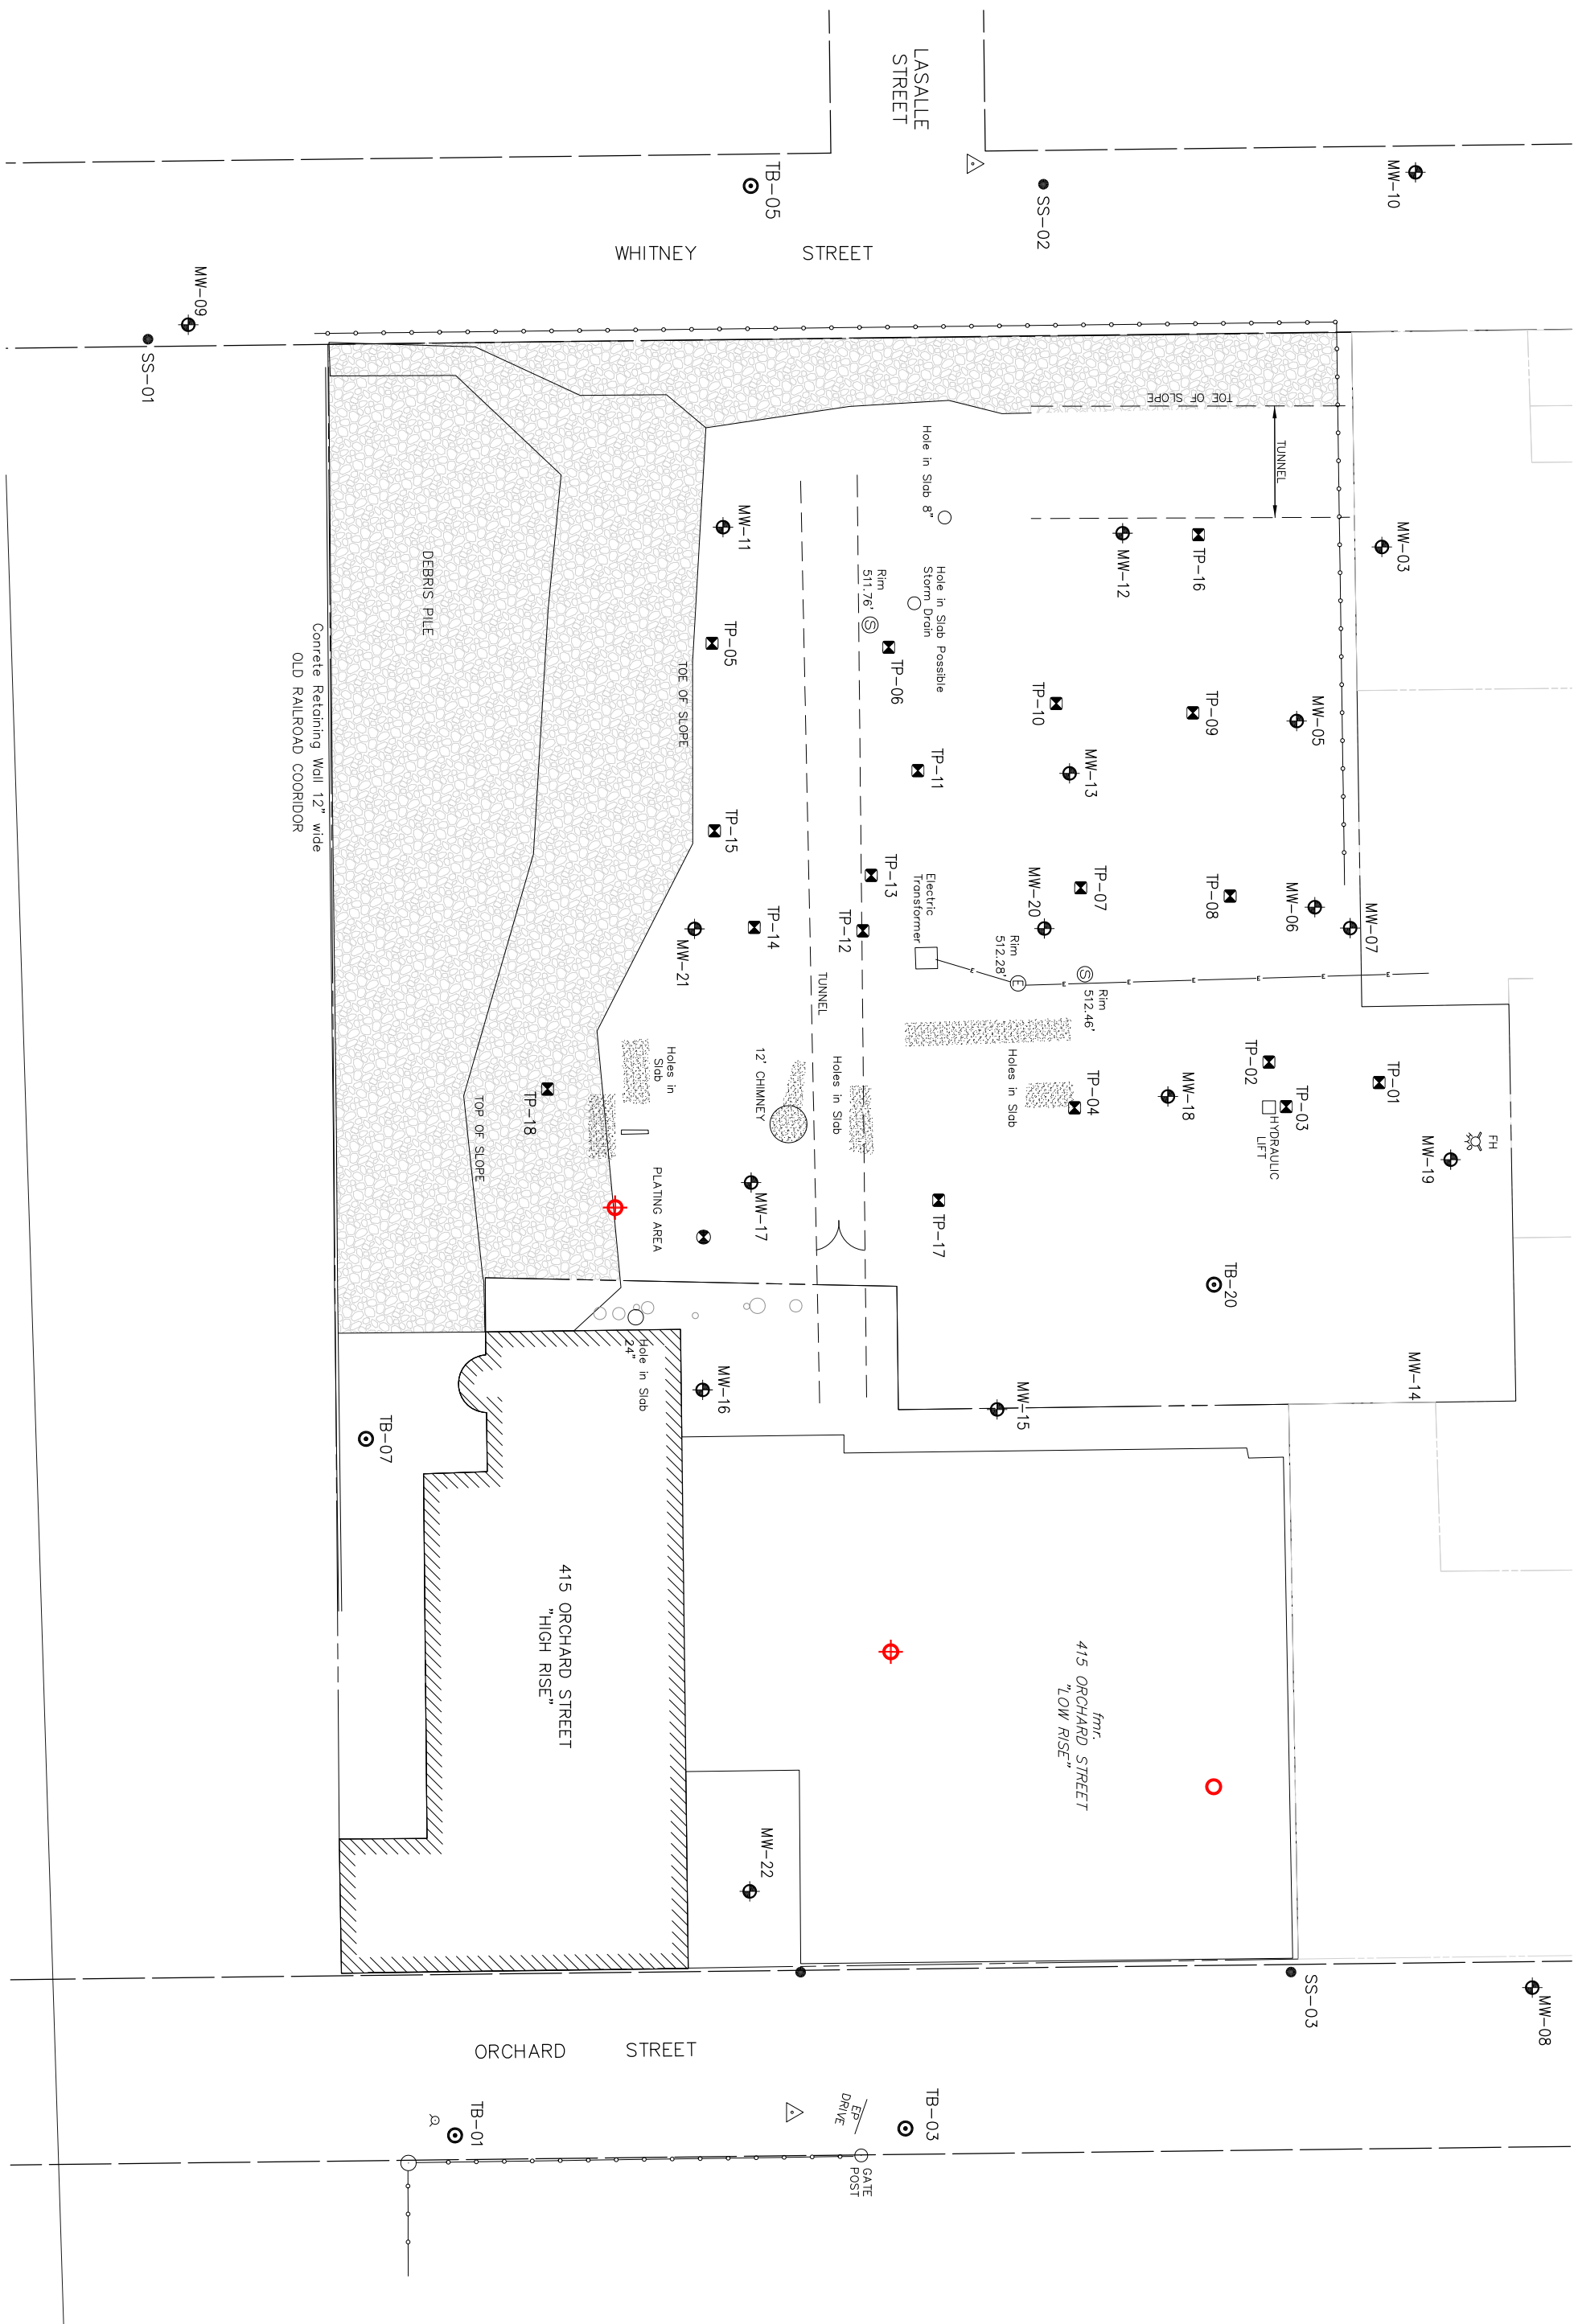 LASALLE
STREET
MW-10
TB-05
SS-02
WHITNEY STREET
MW-09
SS-01
TOE OF SLOPE
TUNNEL
MW-03
Hole in Slab 8"
MW-11
MW-12
TP-16
DEBRIS PILE
Hole in Slab Possible
Storm Drain
Rim
511.76'
S
TP-05
TP-06
TOE OF SLOPE
TP-10
TP-09
MW-05
Conrete Retaining Wall 12" wide
OLD RAILROAD COORIDOR
TP-11
MW-13
TP-15
TP-13
TP-07
TP-08
MW-06
MW-07
Electric
Transformer
MW-20
TP-14
TP-12
MW-21
Rim
512.28'
E
S
Rim
512.46'
E
E
E
E
E
E
E
TUNNEL
Holes in
Slab
12' CHIMNEY
Holes in Slab
Holes in Slab
TP-04
MW-18
TP-02
TP-03
HYDRAULIC
LIFT
TP-01
FH
MW-19
TP-18
TOP OF SLOPE
PLATING AREA
MW-17
TP-17
TB-20
Hole in Slab
24"
MW-16
MW-15
MW-14
TB-07
415 ORCHARD STREET
"HIGH RISE"
fmr.
415 ORCHARD STREET
"LOW RISE"
MW-22
SS-03
MW-08
ORCHARD STREET
TB-01
EP
DRIVE
TB-03
GATE
POST